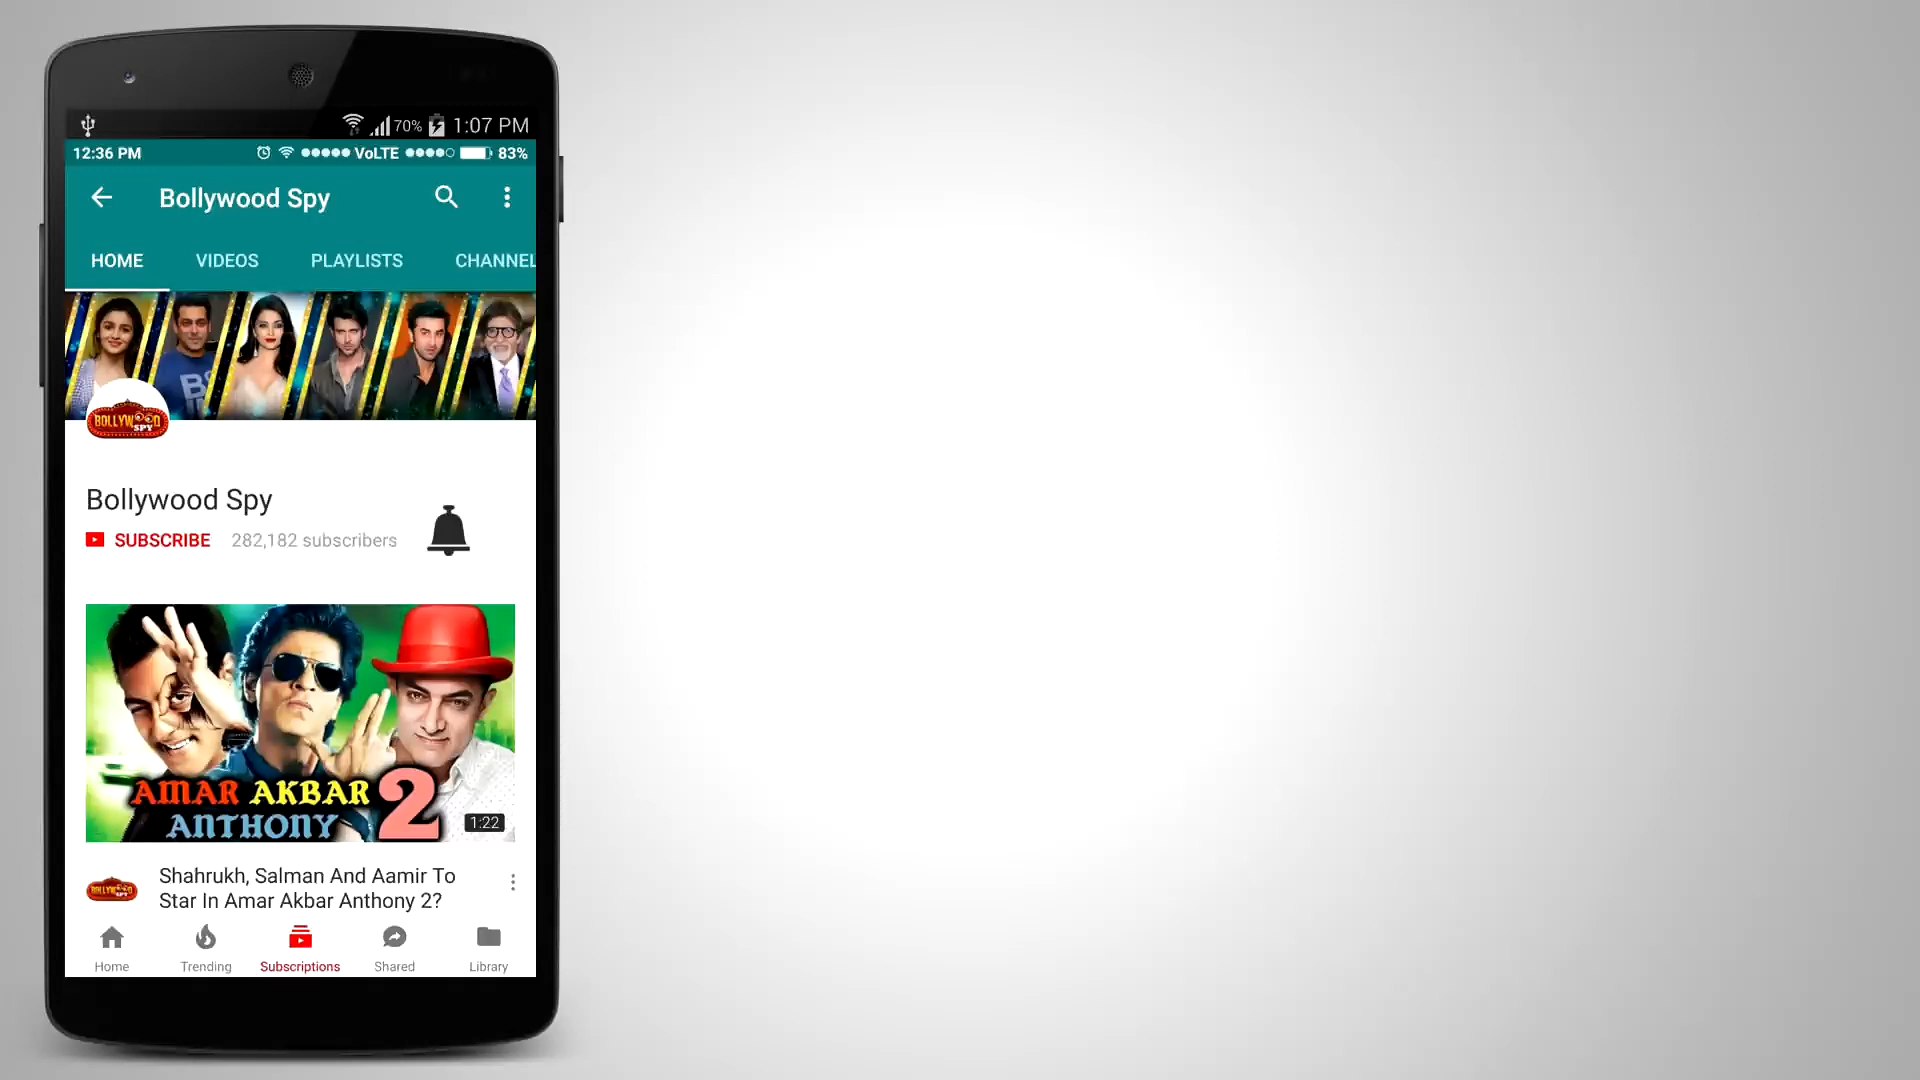 70% 1:07 PM
12:36 PM VoLTE 83%
Bollywood Spy
HOME VIDEOS PLAYLISTS CHANNEL
BOLLYWOOD
SPY
Bollywood Spy
SUBSCRIBE 282,182 subscribers
AMAR AKBAR
ANTHONY 2
1:22
Shahrukh, Salman And Aamir To
Star In Amar Akbar Anthony 2?
Home Trending Subscriptions Shared Library